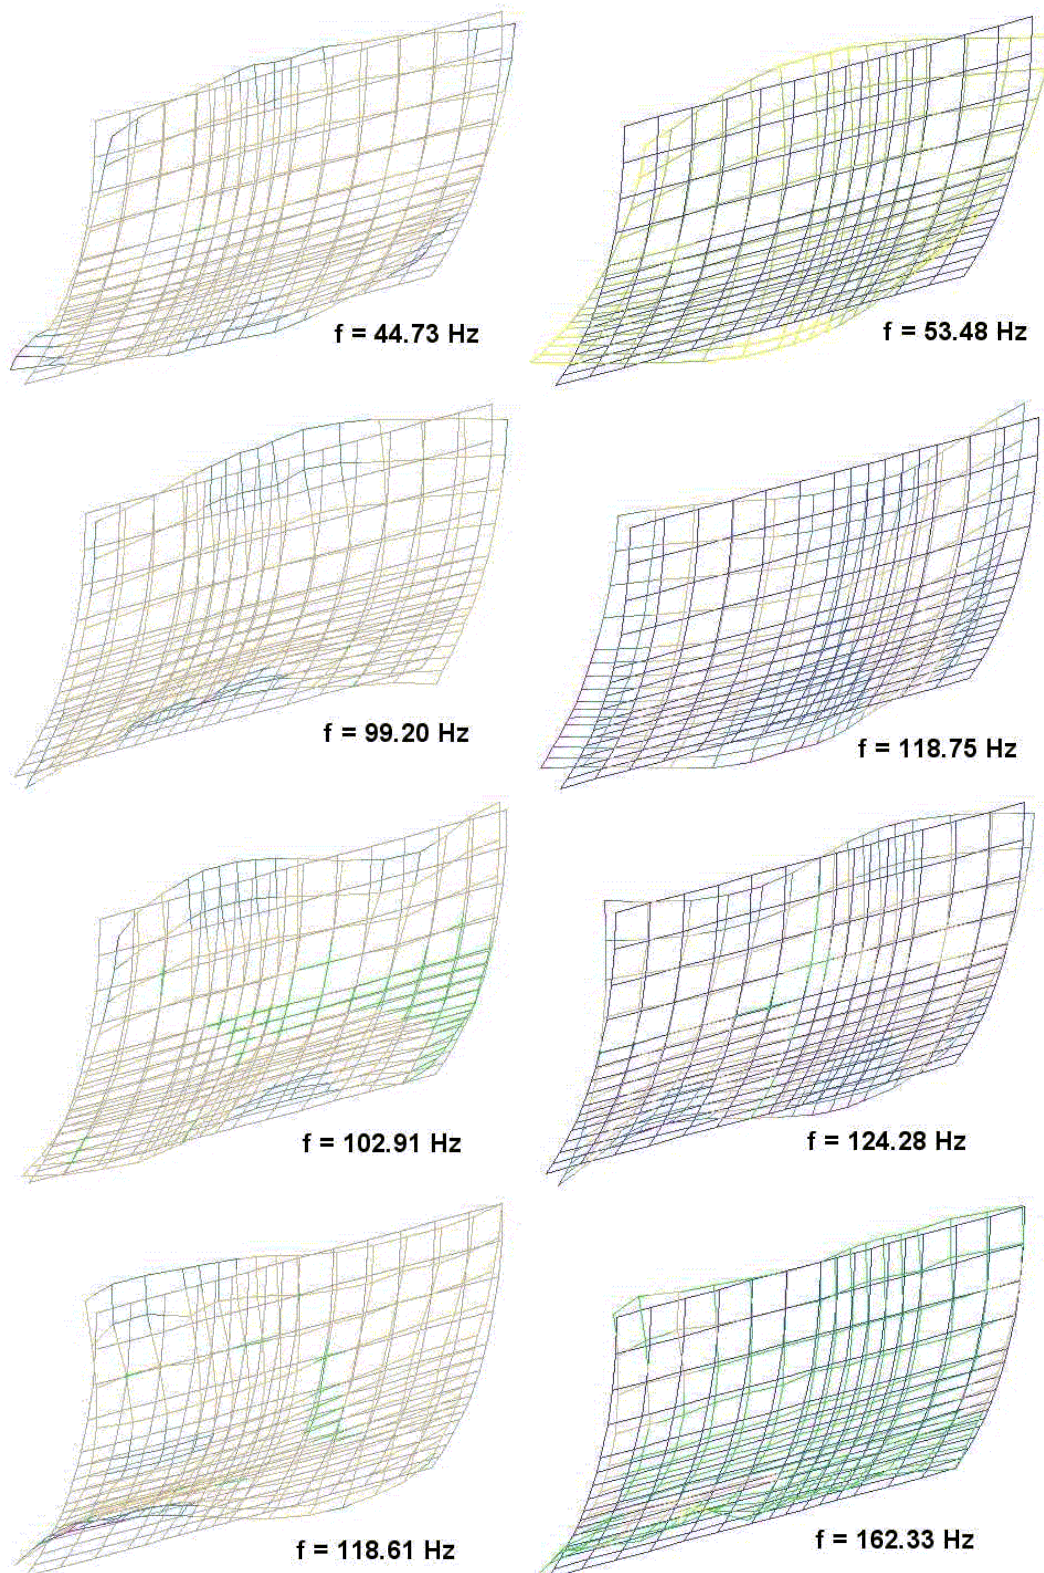 f = 44.73 Hz
f = 53.48 Hz
f = 99.20 Hz
f = 118.75 Hz
f = 102.91 Hz
f = 124.28 Hz
f = 118.61 Hz
f = 162.33 Hz